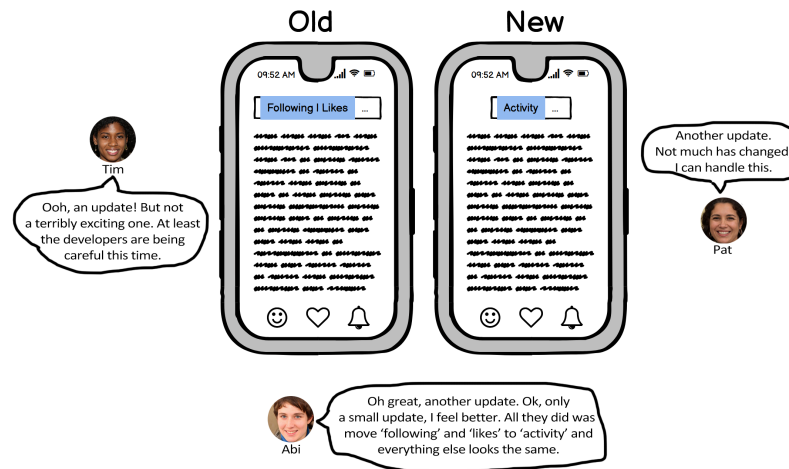 Old
New
09:52 AM
09:52 AM
Following I Likes
...
Activity
...
Tim
Ooh, an update! But not
a terribly exciting one. At least
the developers are being
careful this time.
Another update.
Not much has changed
I can handle this.
Pat
Abi
Oh great, another update. Ok, only
a small update, I feel better. All they did was
move ‘following’ and ‘likes’ to ‘activity’ and
everything else looks the same.